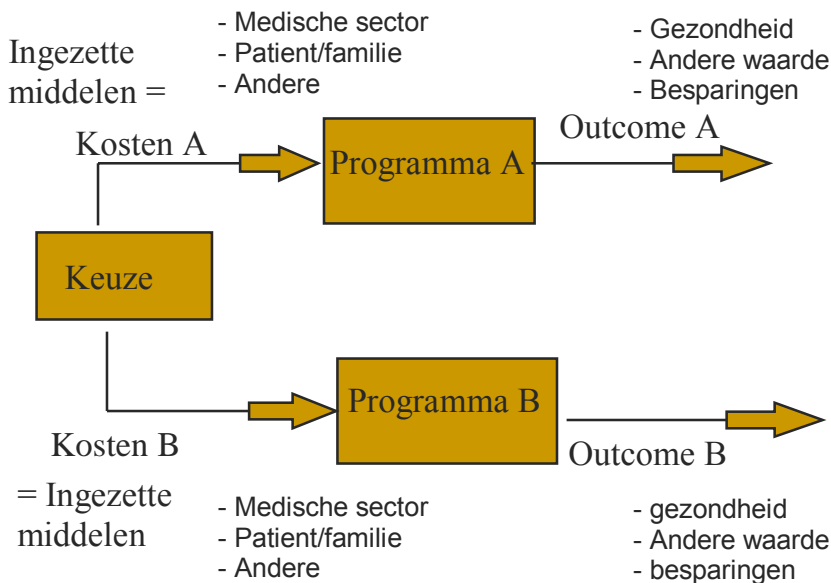 Ingezette
middelen =
- Medische sector
- Patient/familie
- Andere
- Gezondheid
- Andere waarde
- Besparingen
Kosten A
Programma A
Outcome A
Keuze
Programma B
Kosten B
Outcome B
= Ingezette
middelen
- Medische sector
- Patient/familie
- Andere
- gezondheid
- Andere waarde
- besparingen